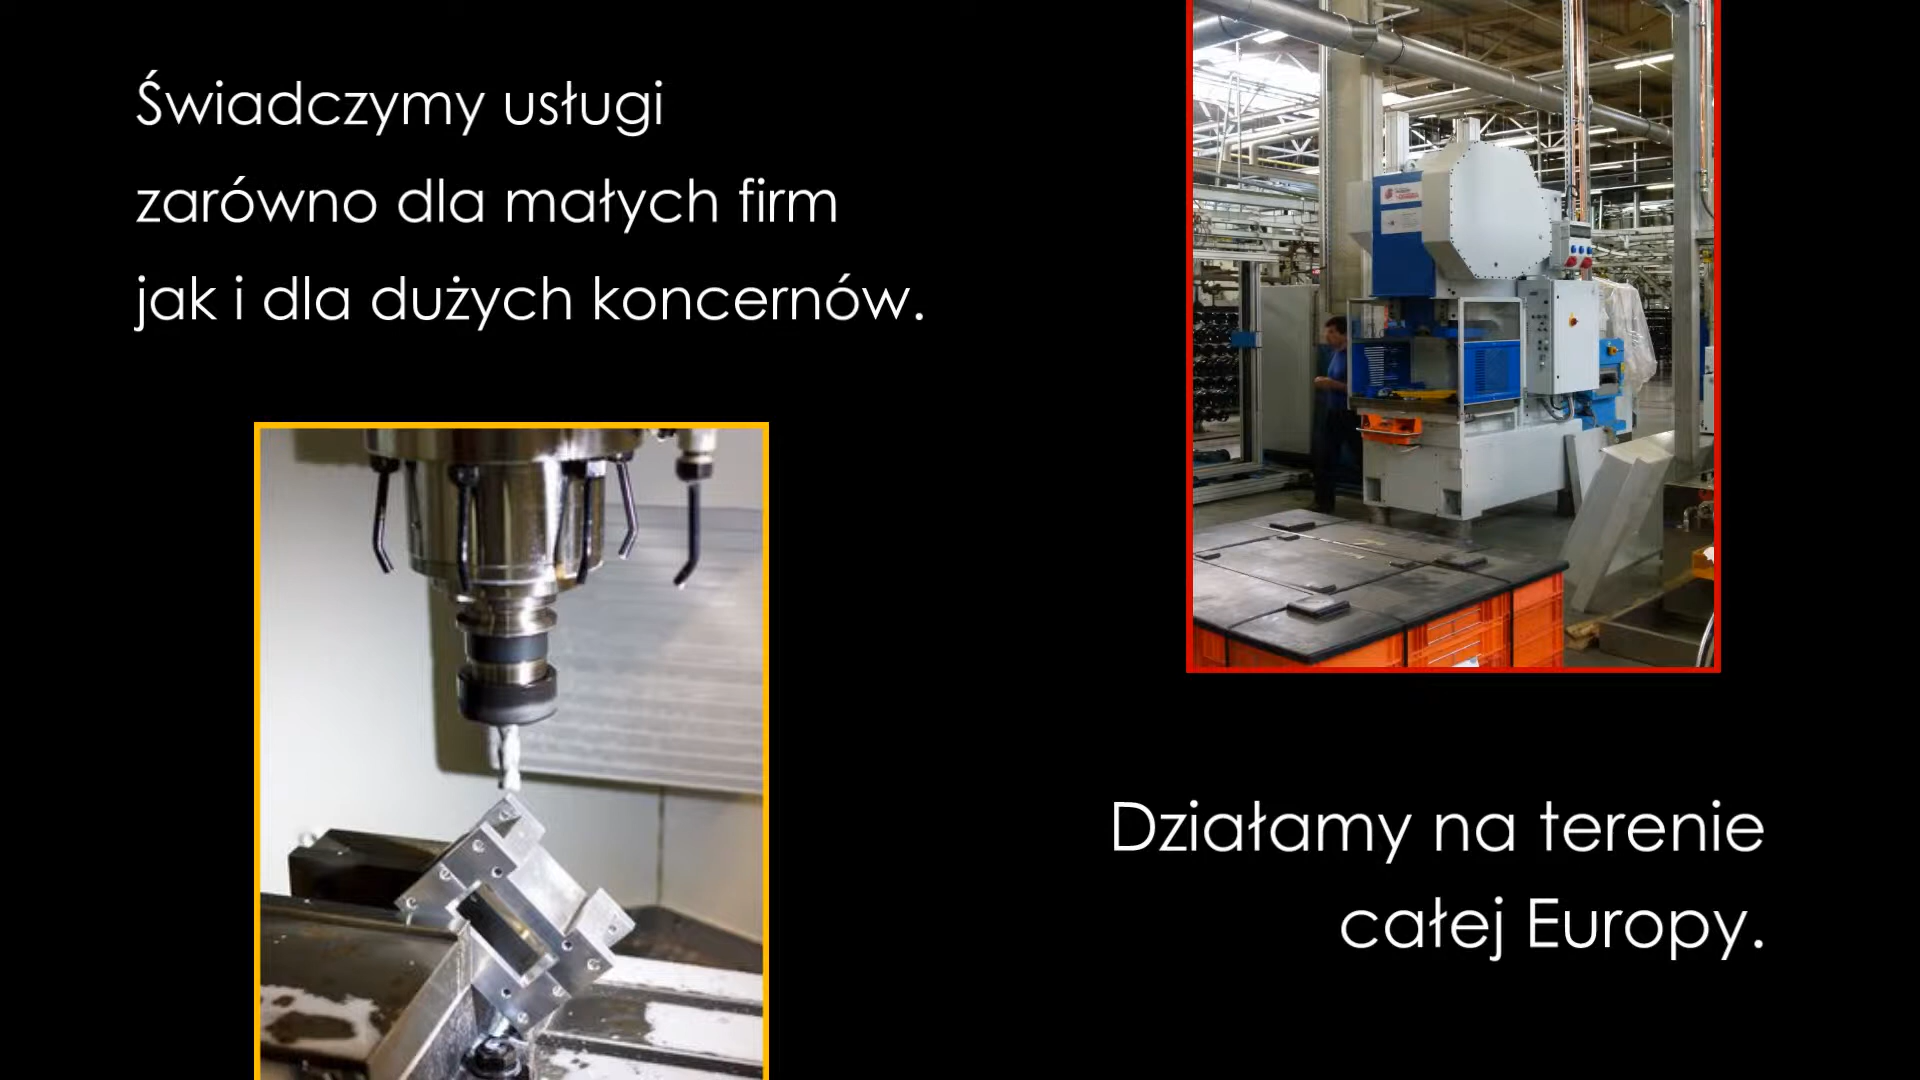 Świadczymy usługi
zarówno dla małych firm
jak i dla dużych koncernów.
Działamy na terenie
całej Europy.